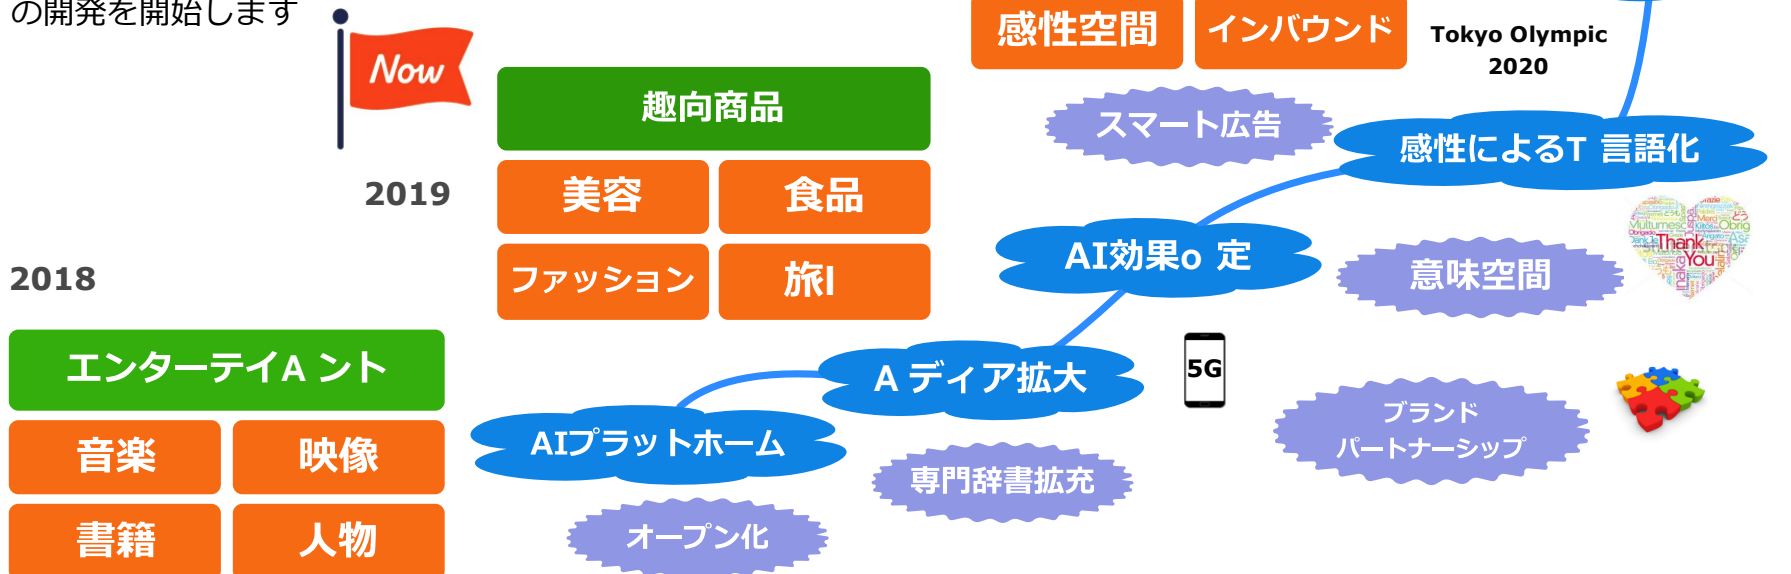 の開発を開始します
Now
2019
2018
エンターテイA ント
音楽
映像
書籍
人物
趣向商品
美容
食品
ファッション
旅l
感性空間
インバウンド
Tokyo Olympic
2020
スマート広告
感性によるT 言語化
AI効果o 定
意味空間
Thank
You
A ディア拡大
5G
AIプラットホーム
専門辞書拡充
ブランド
パートナーシップ
オープン化